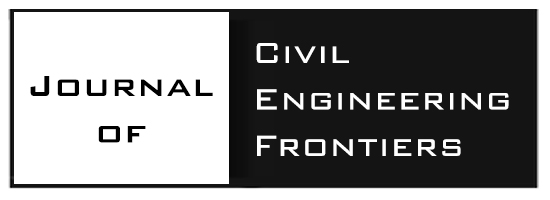 Journal
of
Civil
Engineering
Frontiers